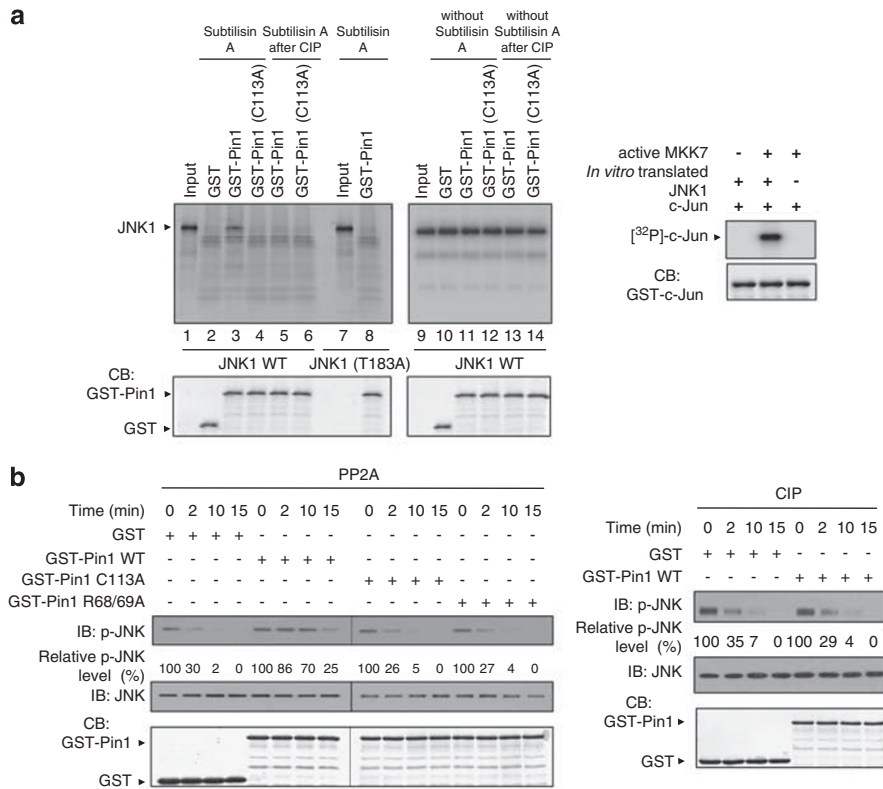 a
Subtilisin A
Subtilisin A after CIP
Subtilisin A
without Subtilisin A
without Subtilisin A after CIP
Input
GST
GST-Pin1
GST-Pin1 (C113A)
GST-Pin1
GST-Pin1 (C113A)
Input
GST-Pin1
Input
GST
GST-Pin1
GST-Pin1 (C113A)
GST-Pin1
GST-Pin1 (C113A)
JNK1
1 2 3 4 5 6 7 8 9 10 11 12 13 14
JNK1 WT JNK1 (T183A) JNK1 WT
CB:
GST-Pin1
GST
active MKK7 - + +
In vitro translated JNK1 + + -
c-Jun + + +
[32P]-c-Jun
CB:
GST-c-Jun
b
PP2A
Time (min) 0 2 10 15 0 2 10 15 0 2 10 15 0 2 10 15
GST + + + + - - - - - - - - - - - -
GST-Pin1 WT - - - - + + + + - - - - - - - -
GST-Pin1 C113A - - - - - - - - + + + + - - - -
GST-Pin1 R68/69A - - - - - - - - - - - - + + + +
IB: p-JNK
Relative p-JNK
level (%) 100 30 2 0 100 86 70 25 100 26 5 0 100 27 4 0
IB: JNK
CB:
GST-Pin1
GST
CIP
Time (min) 0 2 10 15 0 2 10 15
GST + + + + - - - -
GST-Pin1 WT - - - - + + + +
IB: p-JNK
Relative p-JNK
level (%) 100 35 7 0 100 29 4 0
IB: JNK
CB:
GST-Pin1
GST